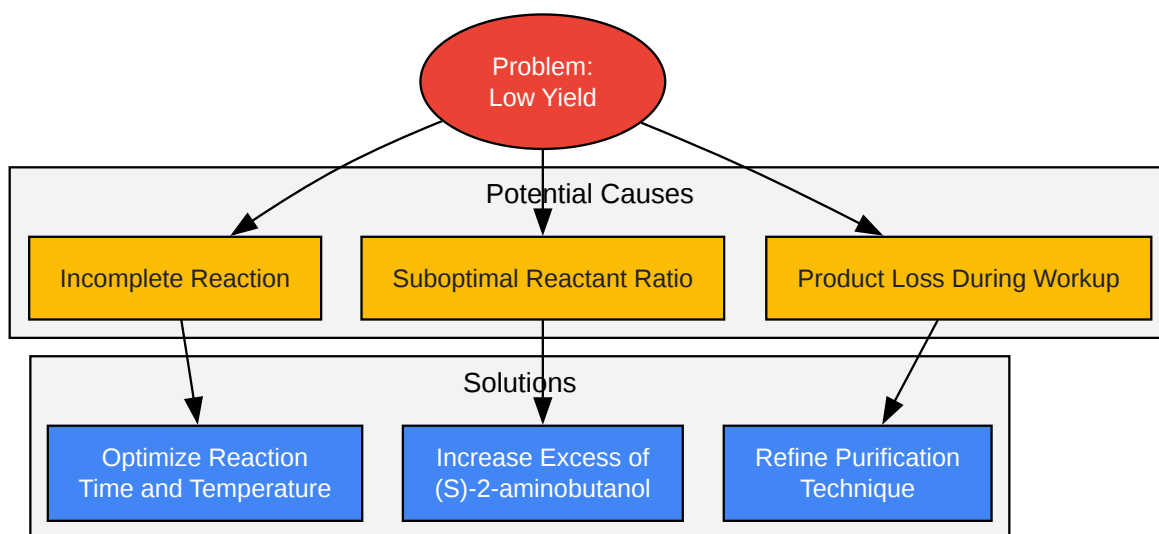 Problem:
Low Yield
Potential Causes
Incomplete Reaction
Suboptimal Reactant Ratio
Product Loss During Workup
Solutions
Optimize Reaction
Time and Temperature
Increase Excess of
(S)-2-aminobutanol
Refine Purification
Technique